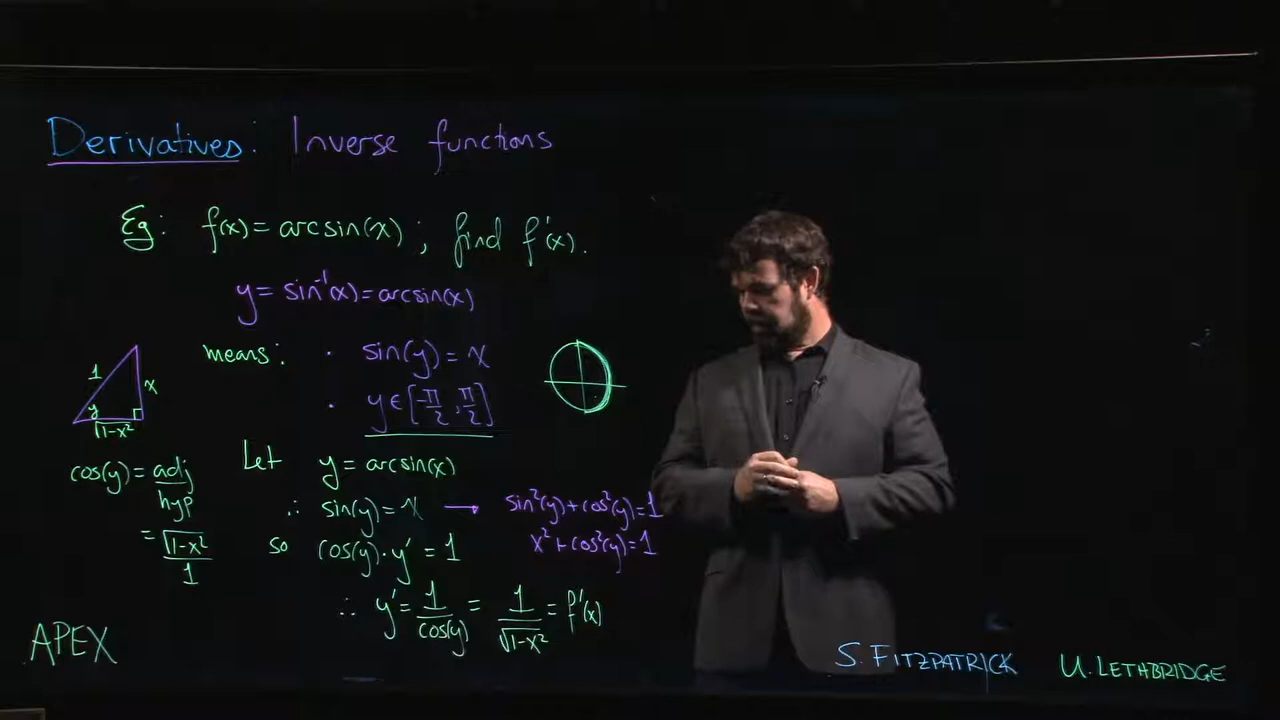 Derivatives: Inverse functions
Eg: f(x) = arcsin(x) ; find f'(x).
y = sin⁻¹(x) = arcsin(x)
means: · sin(y) = x
· y ∈ [-π/2, π/2]
1
x
y
√1-x²
cos(y) = adj/hyp
= √1-x²/1
Let y = arcsin(x)
∴ sin(y) = x → sin²(y) + cos²(y) = 1
x² + cos²(y) = 1
so cos(y) · y' = 1
∴ y' = 1/cos(y) = 1/√1-x² = f'(x)
APEX
S. FITZPATRICK U. LETHBRIDGE